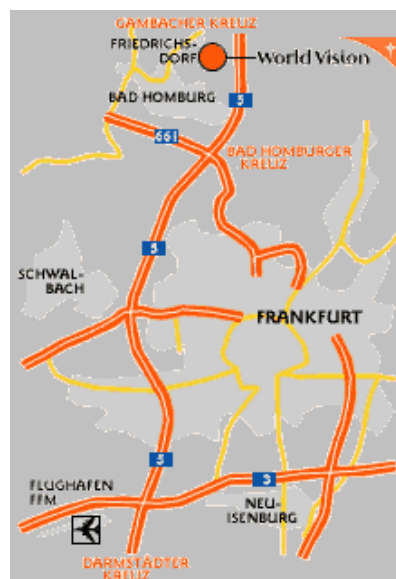 GAMBACHER KREUZ
FRIEDRICHS-
DORF
World Vision
BAD HOMBURG
5
661
BAD HOMBURGER
KREUZ
5
SCHWAL-
BACH
FRANKFURT
5
3
FLUGHAFEN
FFM
NEU-
ISENBURG
DARMSTÄDTER
KREUZ